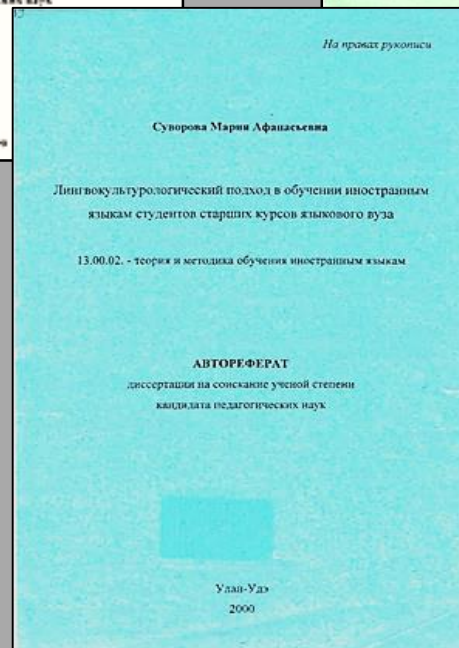 На правах рукописи
Суворова Мария Афанасьевна
Лингвокультурологический подход в обучении иностранным
языкам студентов старших курсов языкового вуза
13.00.02. - теория и методика обучения иностранным языкам
АВТОРЕФЕРАТ
диссертации на соискание ученой степени
кандидата педагогических наук
Улан-Удэ
2000